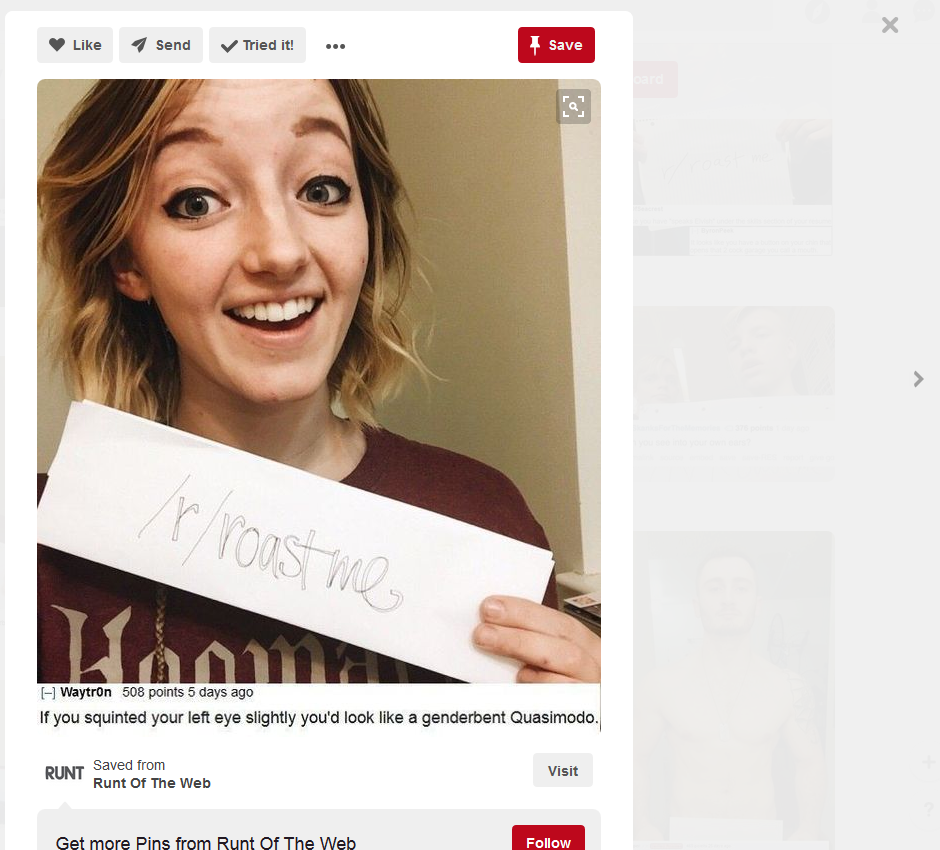 Like Send Tried it! Save
/r/roastme
[–] Waytr0n 508 points 5 days ago
If you squinted your left eye slightly you'd look like a genderbent Quasimodo.
RUNT Saved from
Runt Of The Web
Visit
Get more Pins from Runt Of The Web
Follow